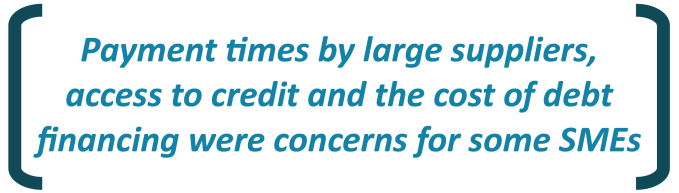 Payment times by large suppliers,
access to credit and the cost of debt
financing were concerns for some SMEs